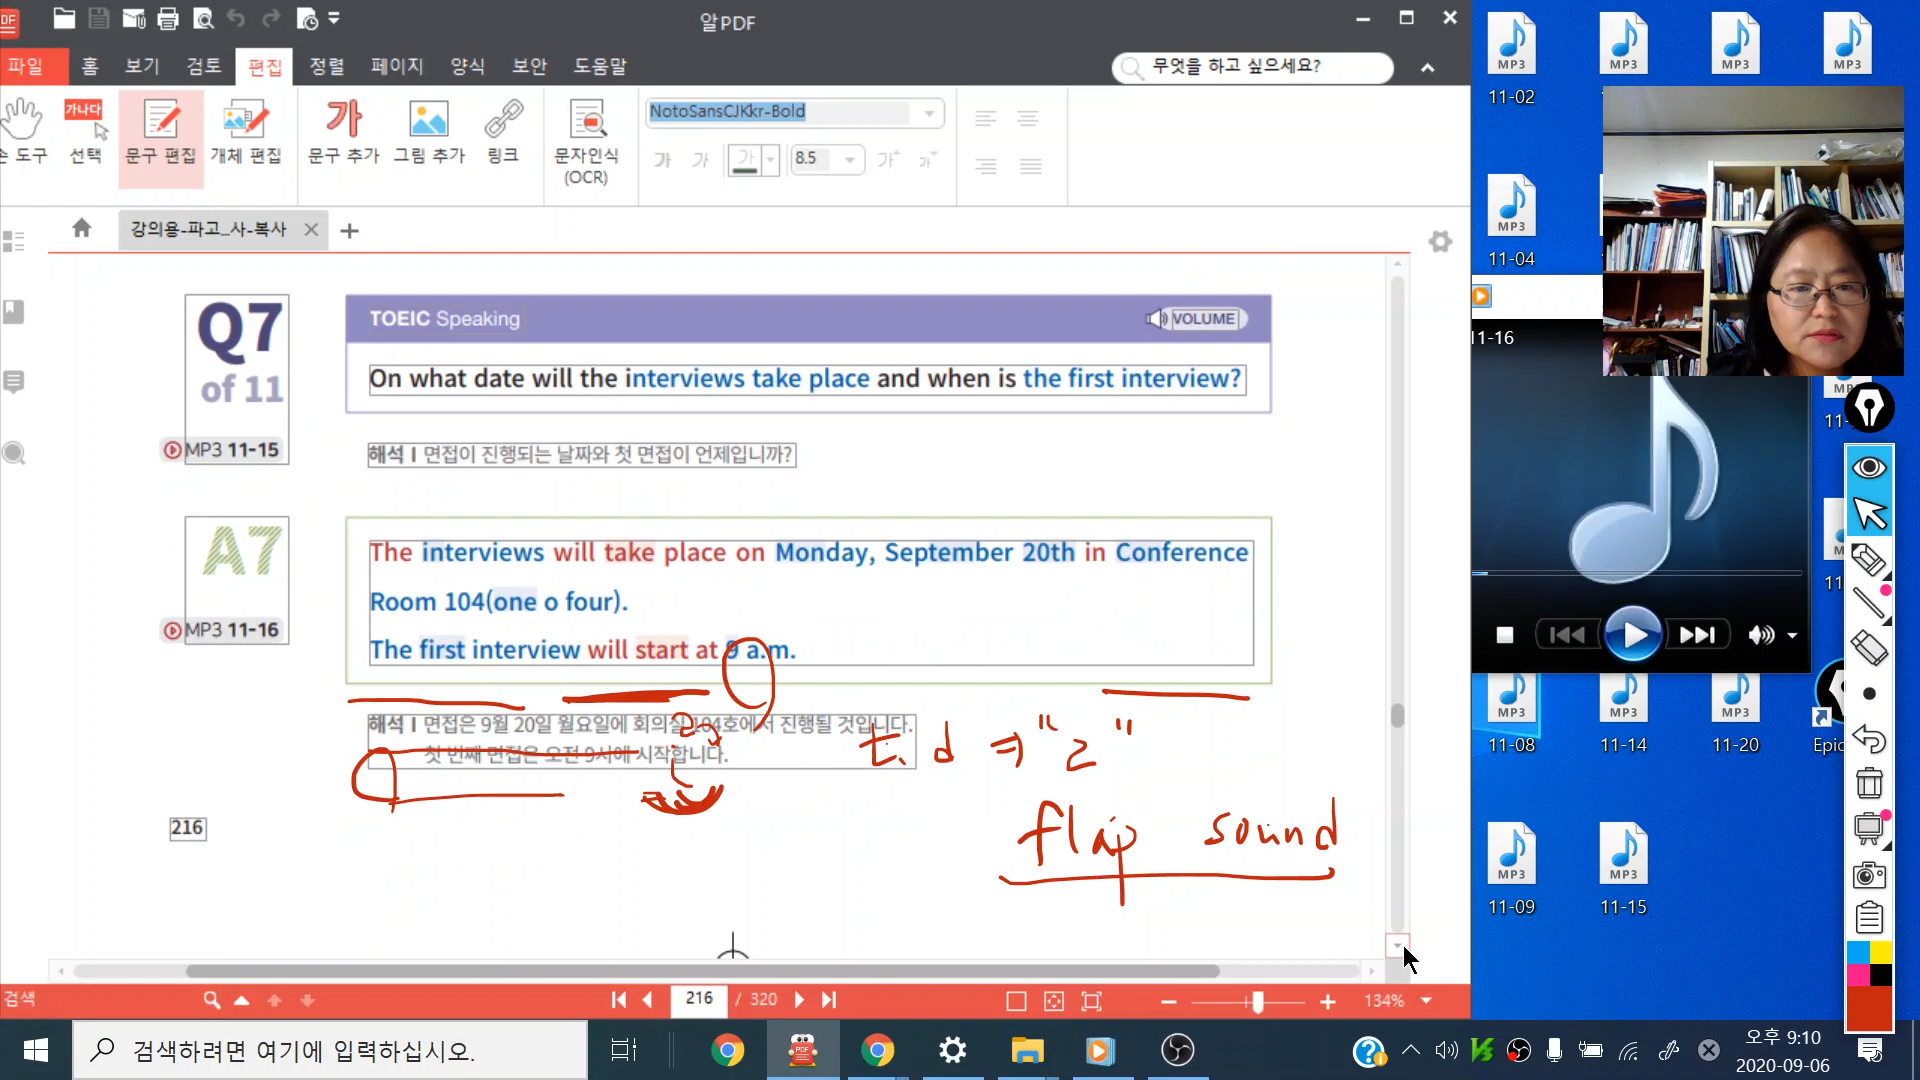 알PDF
파일 홈 보기 검토 편집 정렬 페이지 양식 보안 도움말
무엇을 하고 싶으세요?
손 도구
가나다
선택
문구 편집
개체 편집
가
문구 추가
그림 추가
링크
문자인식
(OCR)
NotoSansCJKkr-Bold
가 가 가 8.5 가 가
강의용-파고_사-복사
Q7
of 11
MP3 11-15
TOEIC Speaking
VOLUME
On what date will the interviews take place and when is the first interview?
해석 I 면접이 진행되는 날짜와 첫 면접이 언제입니까?
A7
MP3 11-16
The interviews will take place on Monday, September 20th in Conference
Room 104(one o four).
The first interview will start at 9 a.m.
해석 I 면접은 9월 20일 월요일에 회의실 104호에서 진행될 것입니다.
첫 번째 면접은 오전 9시에 시작합니다.
t. d ⇒ "ㄹ"
flap sound
216
검색
216 / 320
134%
MP3 MP3 MP3 MP3
11-02
MP3
11-04
11-16
MP3 MP3 MP3
11-08 11-14 11-20 Epic
MP3 MP3
11-09 11-15
검색하려면 여기에 입력하십시오.
PDF
오후 9:10
2020-09-06